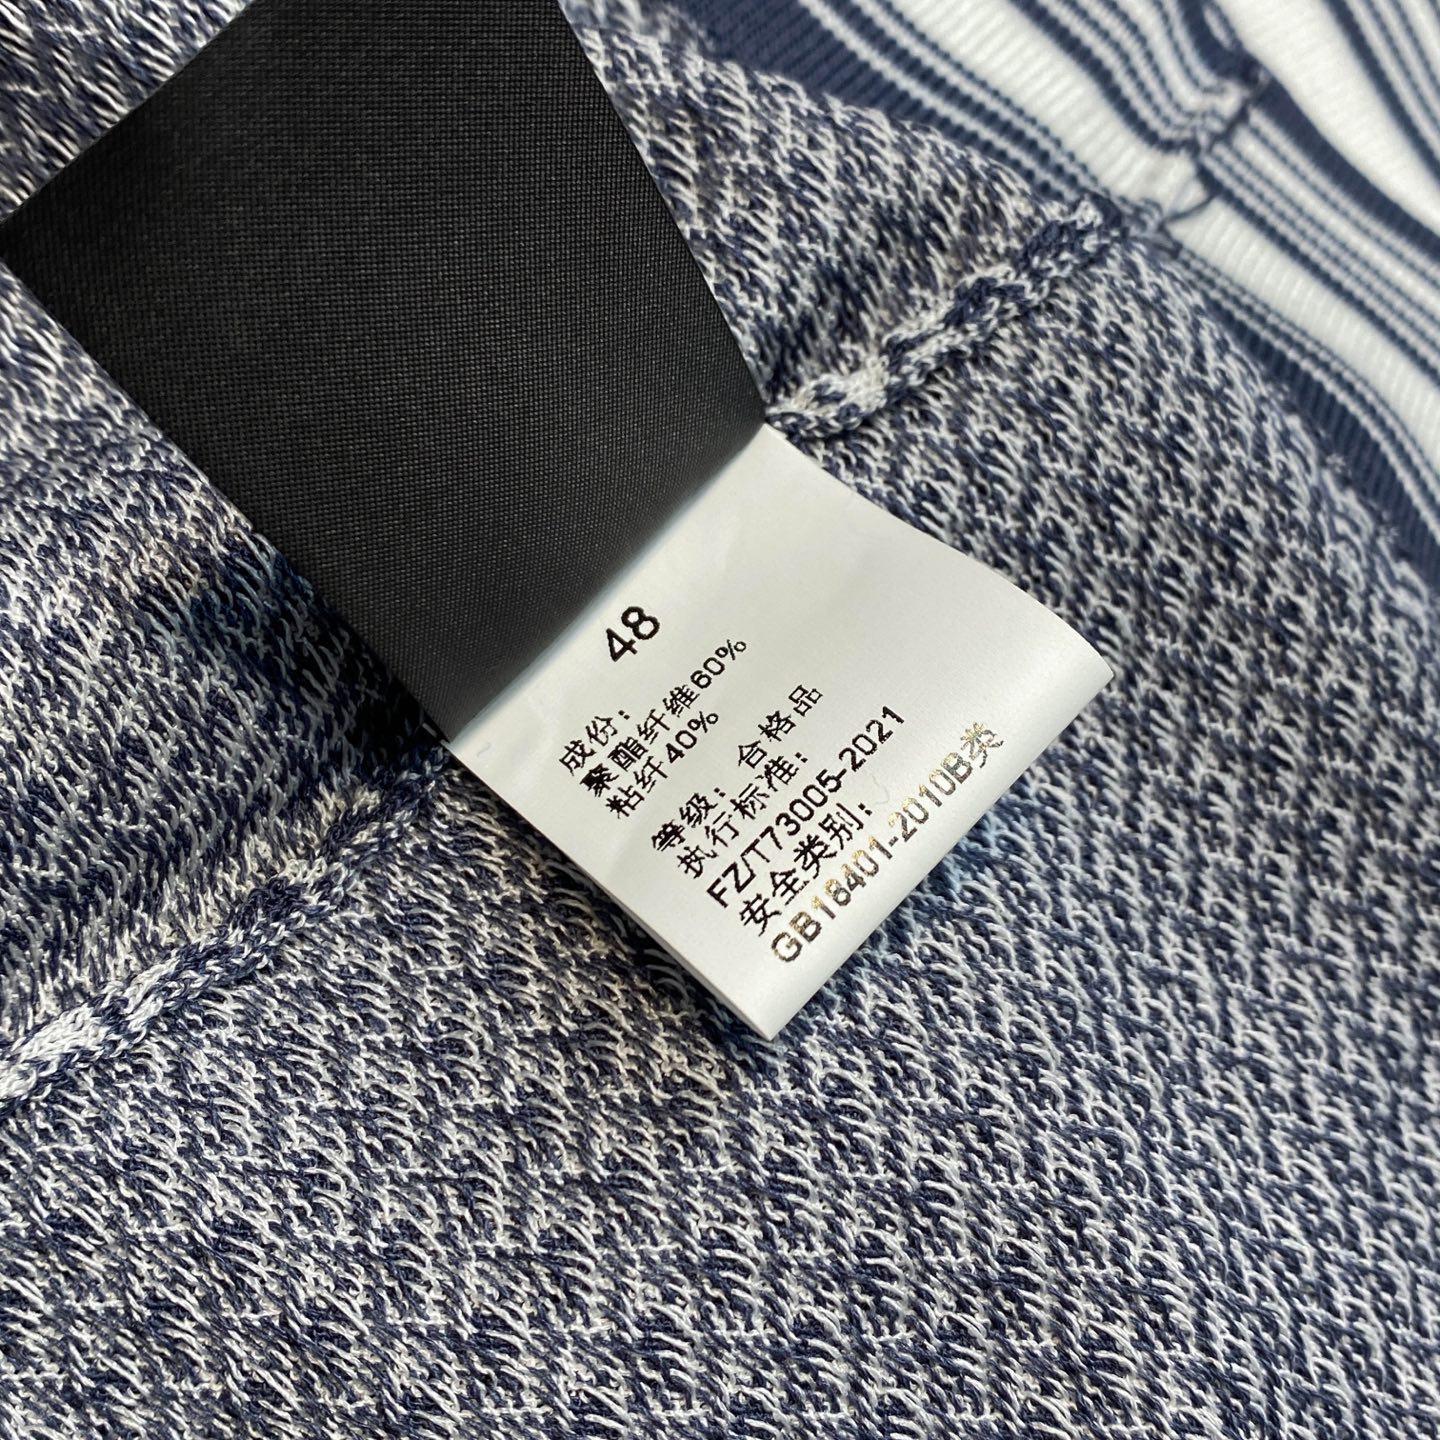 48
成份：
聚酯纤维60%
粘纤40%
等级：合格品
执行标准：
FZ/T73005-2021
安全类别：
GB18401-2010B类